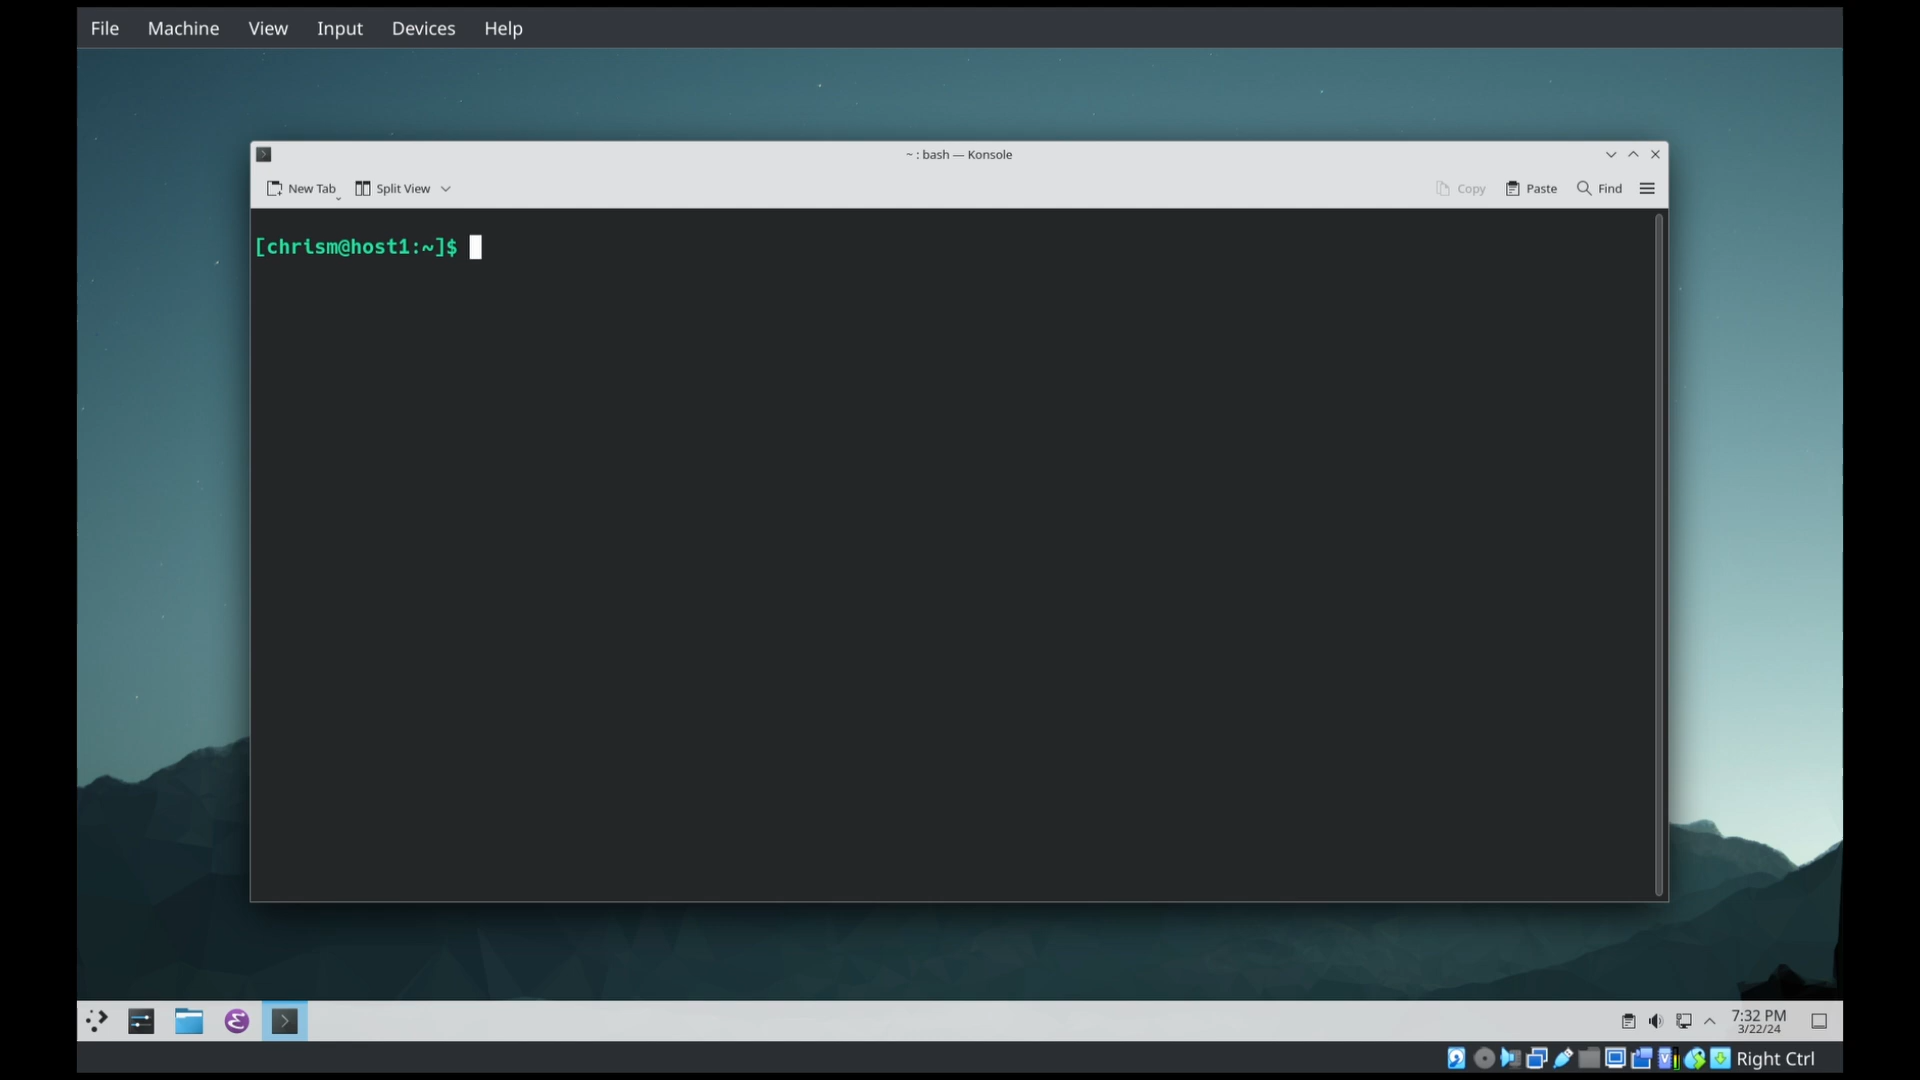 File Machine View Input Devices Help
~ : bash — Konsole
New Tab Split View Copy Paste Find
[chrism@host1:~]$
7:32 PM
3/22/24
Right Ctrl